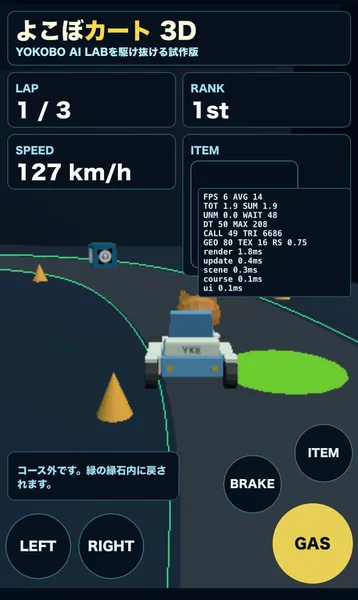 よこぼカート 3D
YOKOBO AI LABを駆け抜ける試作版
LAP
1 / 3
RANK
1st
SPEED
127 km/h
ITEM
FPS 6 AVG 14
TOT 1.9 SUM 1.9
UNM 0.0 WAIT 48
DT 50 MAX 208
CALL 49 TRI 6686
GEO 80 TEX 16 RS 0.75
render 1.8ms
update 0.4ms
scene 0.3ms
course 0.1ms
ui 0.1ms
コース外です。緑の縁石内に戻さ
れます。
ITEM
BRAKE
LEFT
RIGHT
GAS